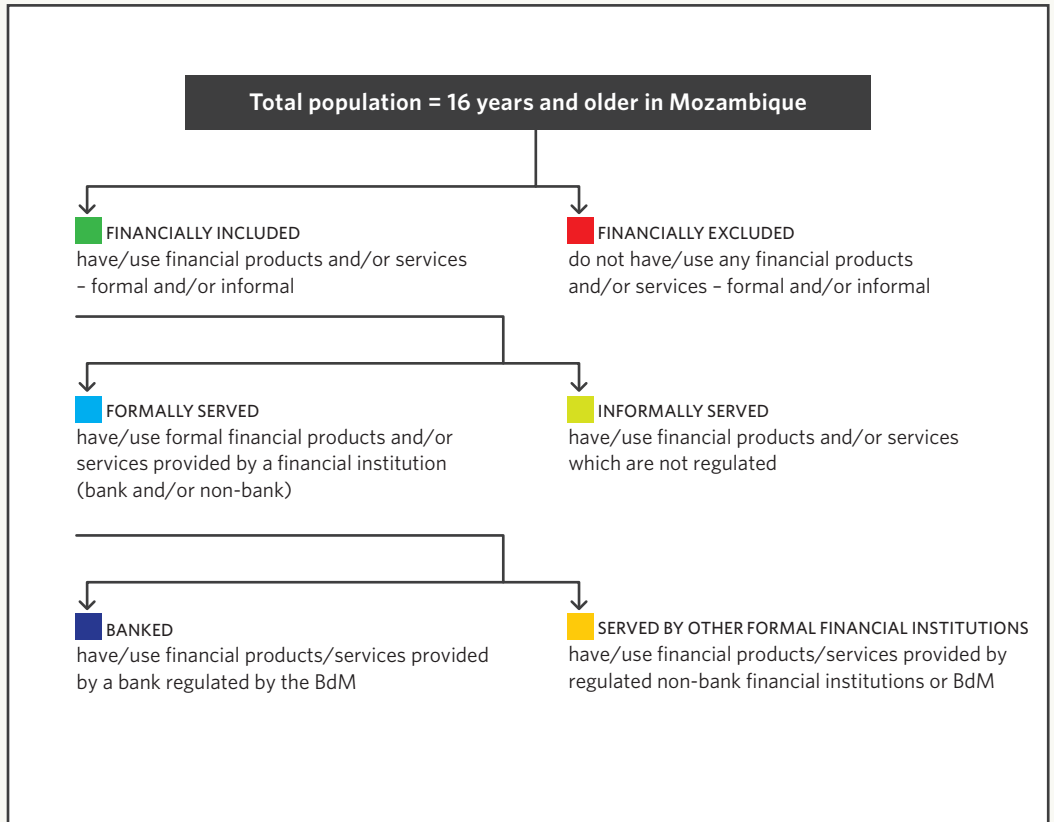 Total population = 16 years and older in Mozambique
FINANCIALLY INCLUDED
have/use financial products and/or services
– formal and/or informal
FINANCIALLY EXCLUDED
do not have/use any financial products
and/or services – formal and/or informal
FORMALLY SERVED
have/use formal financial products and/or
services provided by a financial institution
(bank and/or non-bank)
INFORMALLY SERVED
have/use financial products and/or services
which are not regulated
BANKED
have/use financial products/services provided
by a bank regulated by the BdM
SERVED BY OTHER FORMAL FINANCIAL INSTITUTIONS
have/use financial products/services provided by
regulated non-bank financial institutions or BdM